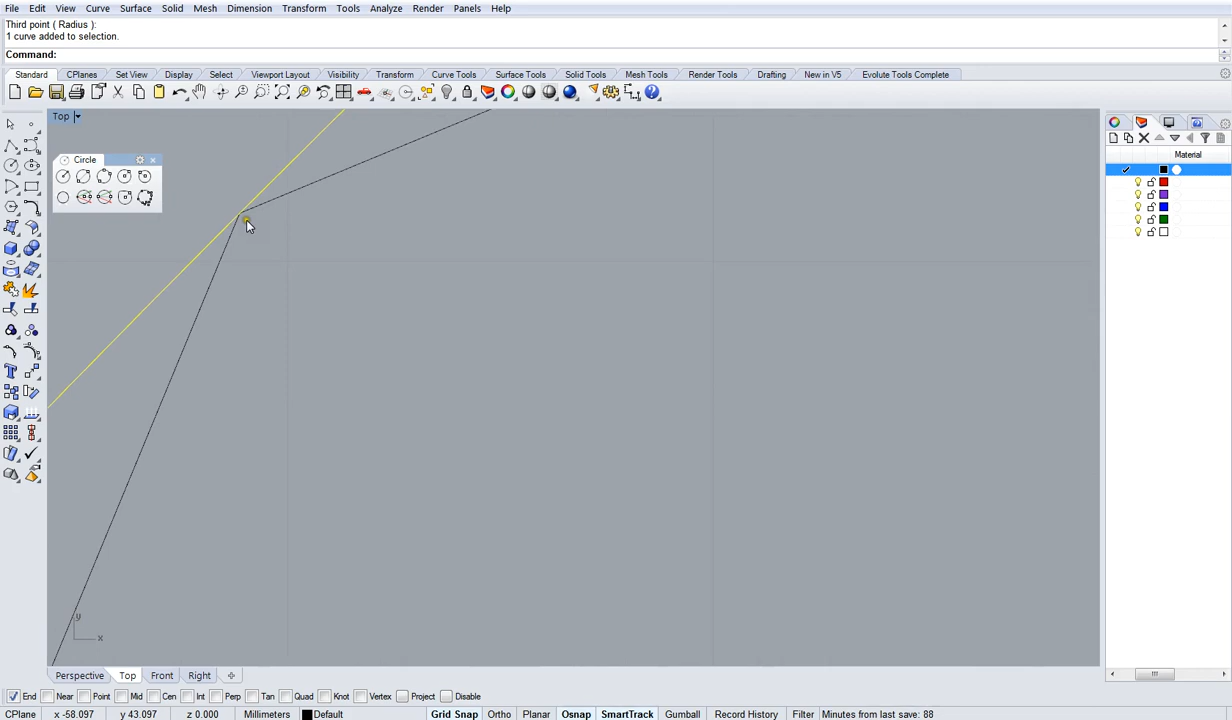 File Edit View Curve Surface Solid Mesh Dimension Transform Tools Analyze Render Panels Help
Third point ( Radius ):
1 curve added to selection.
Command:
Standard CPlanes Set View Display Select Viewport Layout Visibility Transform Curve Tools Surface Tools Solid Tools Mesh Tools Render Tools Drafting New in V5 Evolute Tools Complete
Top
Material
Circle
y
x
Perspective Top Front Right
End Near Point Mid Cen Int Perp Tan Quad Knot Vertex Project Disable
CPlane x -58.097 y 43.097 z 0.000 Millimeters Default Grid Snap Ortho Planar Osnap SmartTrack Gumball Record History Filter Minutes from last save: 88